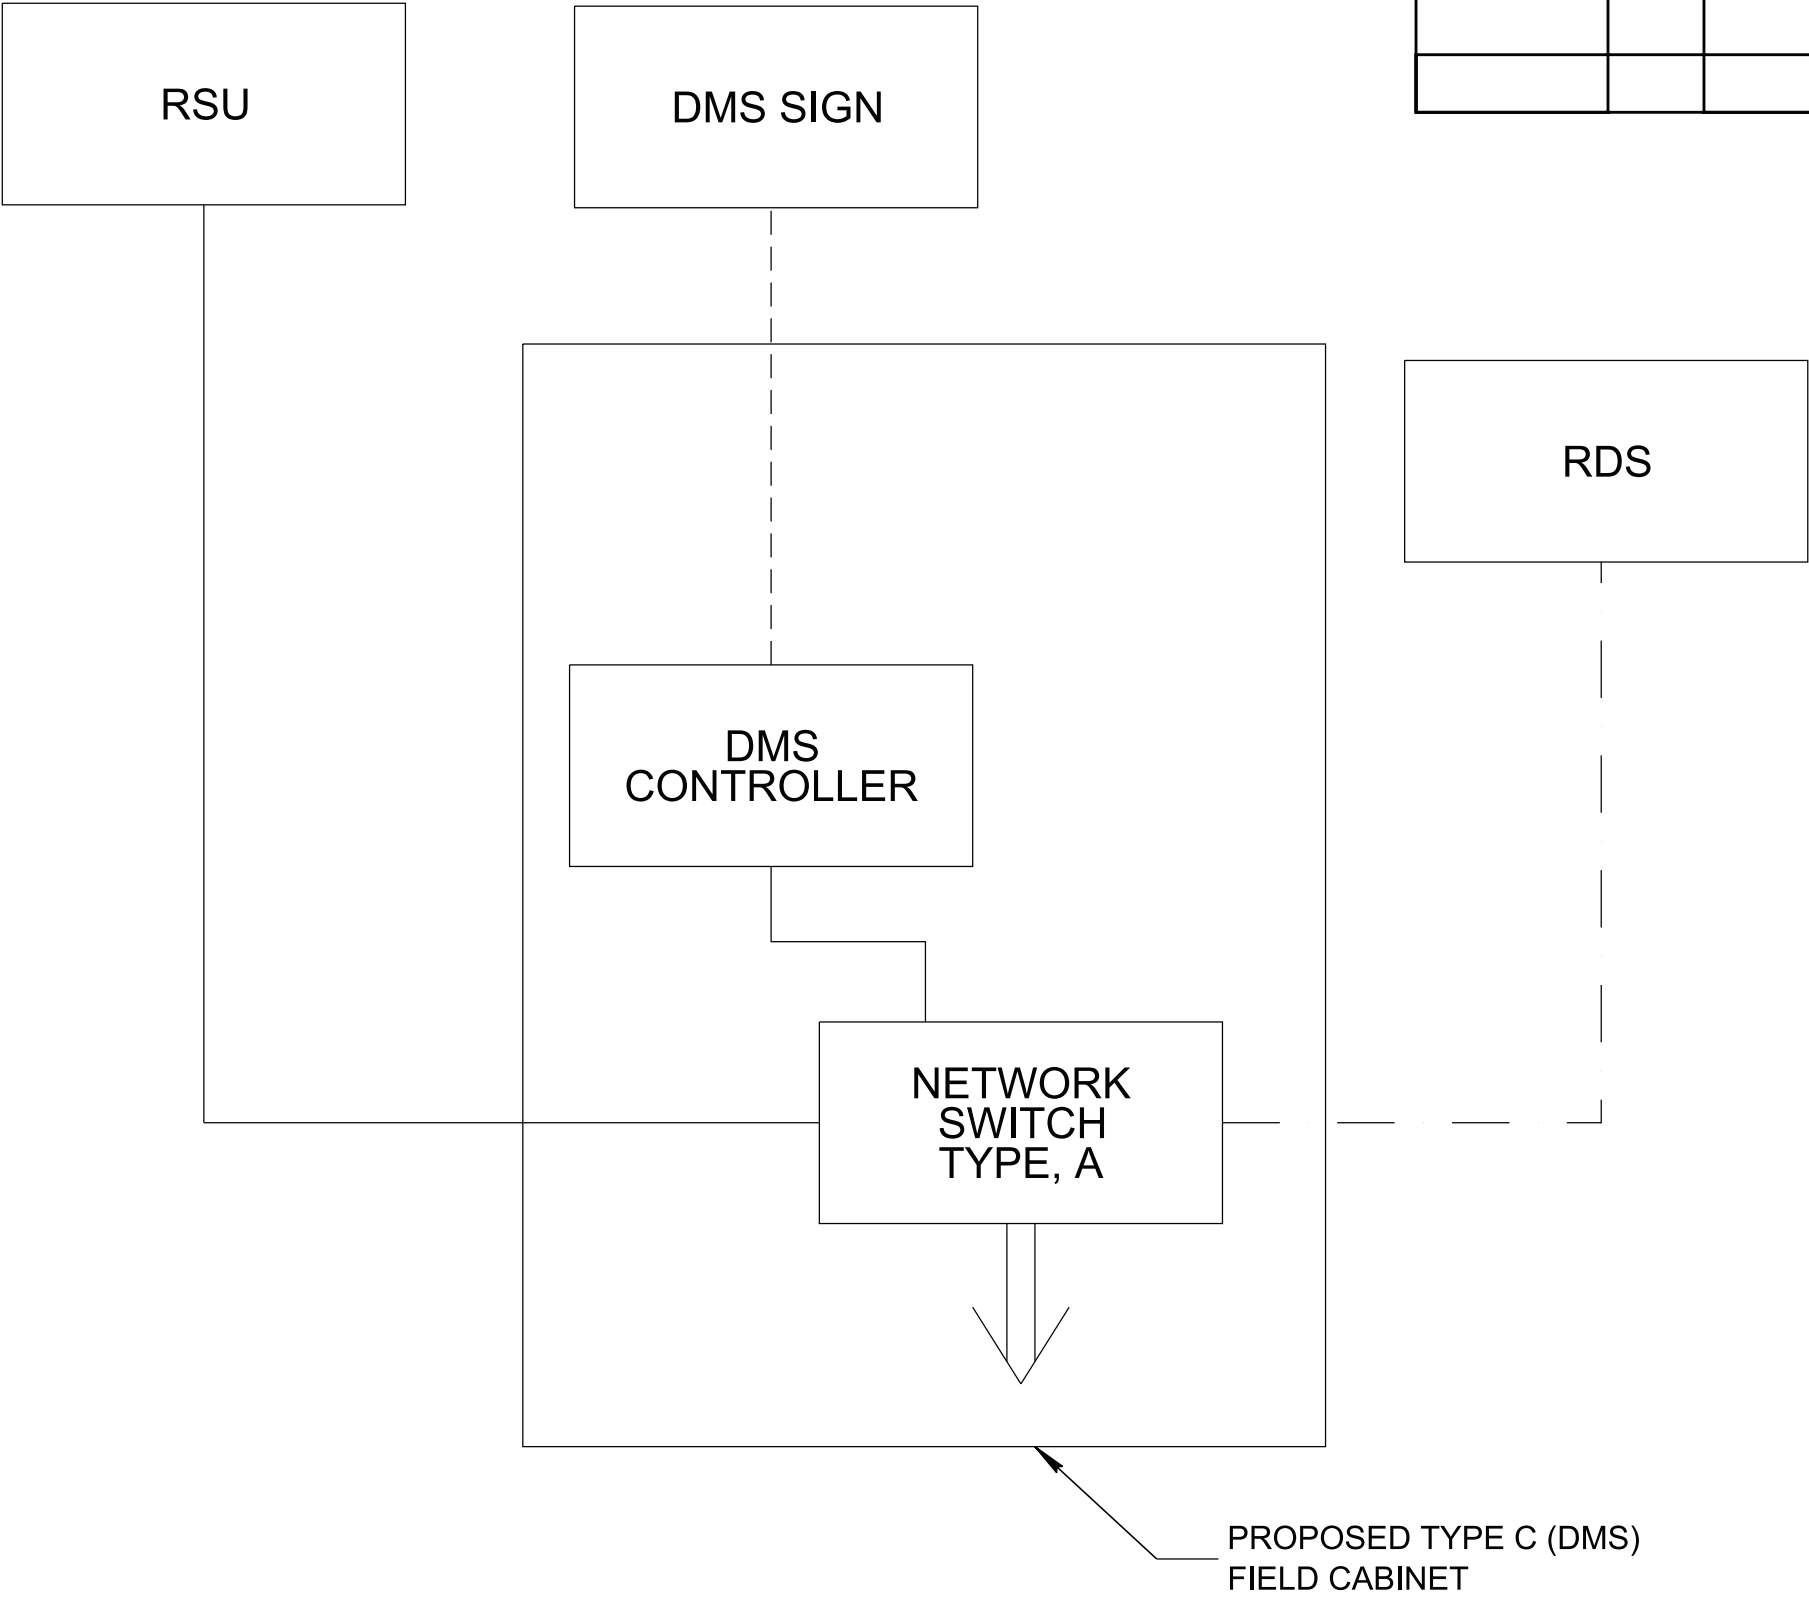 RSU
DMS SIGN
RDS
DMS
CONTROLLER
NETWORK
SWITCH
TYPE, A
PROPOSED TYPE C (DMS)
FIELD CABINET